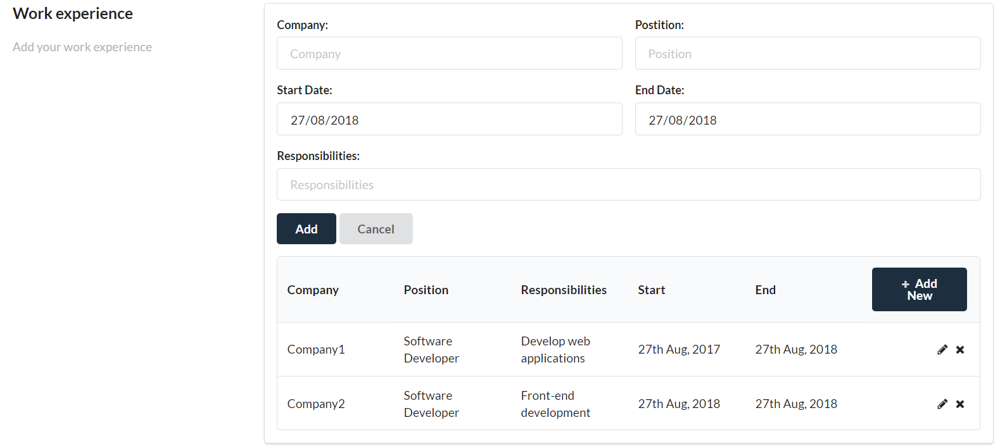 Work experience
Add your work experience
Company:
Postition:
Company
Position
Start Date:
End Date:
27/08/2018
27/08/2018
Responsibilities:
Responsibilities
Add
Cancel
Company
Position
Responsibilities
Start
End
+ Add
New
Company1
Software
Developer
Develop web
applications
27th Aug, 2017
27th Aug, 2018
Company2
Software
Developer
Front-end
development
27th Aug, 2018
27th Aug, 2018